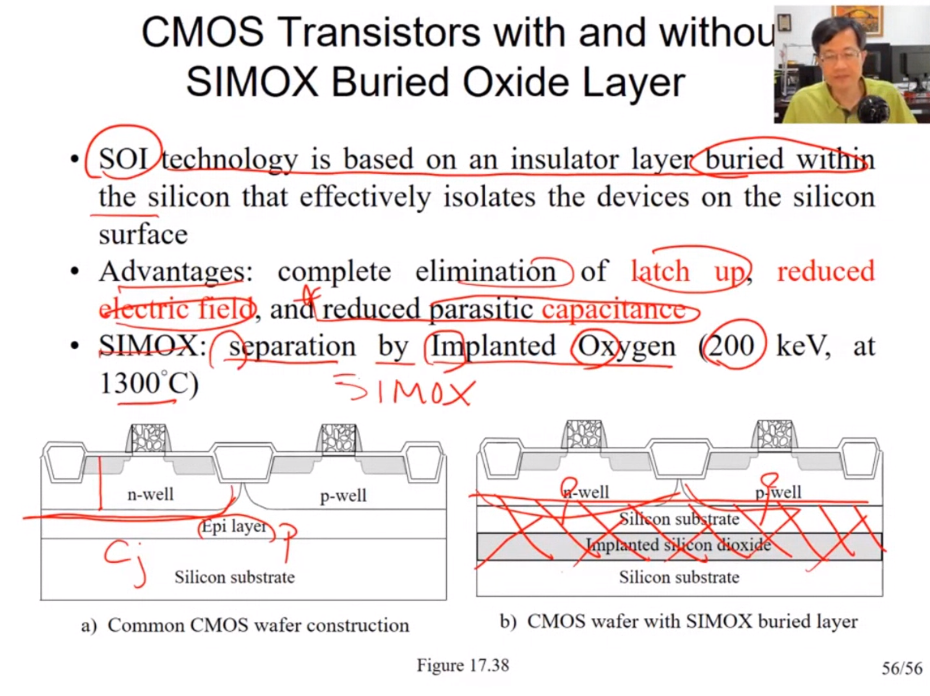 CMOS Transistors with and withou
SIMOX Buried Oxide Layer
• SOI technology is based on an insulator layer buried within
the silicon that effectively isolates the devices on the silicon
surface
• Advantages: complete elimination of latch up, reduced
electric field, and reduced parasitic capacitance
• SIMOX: separation by Implanted Oxygen (200 keV, at
1300°C)
SIMOX
n-well
p-well
Epi layer
p
Cj
Silicon substrate
a) Common CMOS wafer construction
n-well
p-well
Silicon substrate
Implanted silicon dioxide
Silicon substrate
b) CMOS wafer with SIMOX buried layer
Figure 17.38
56/56